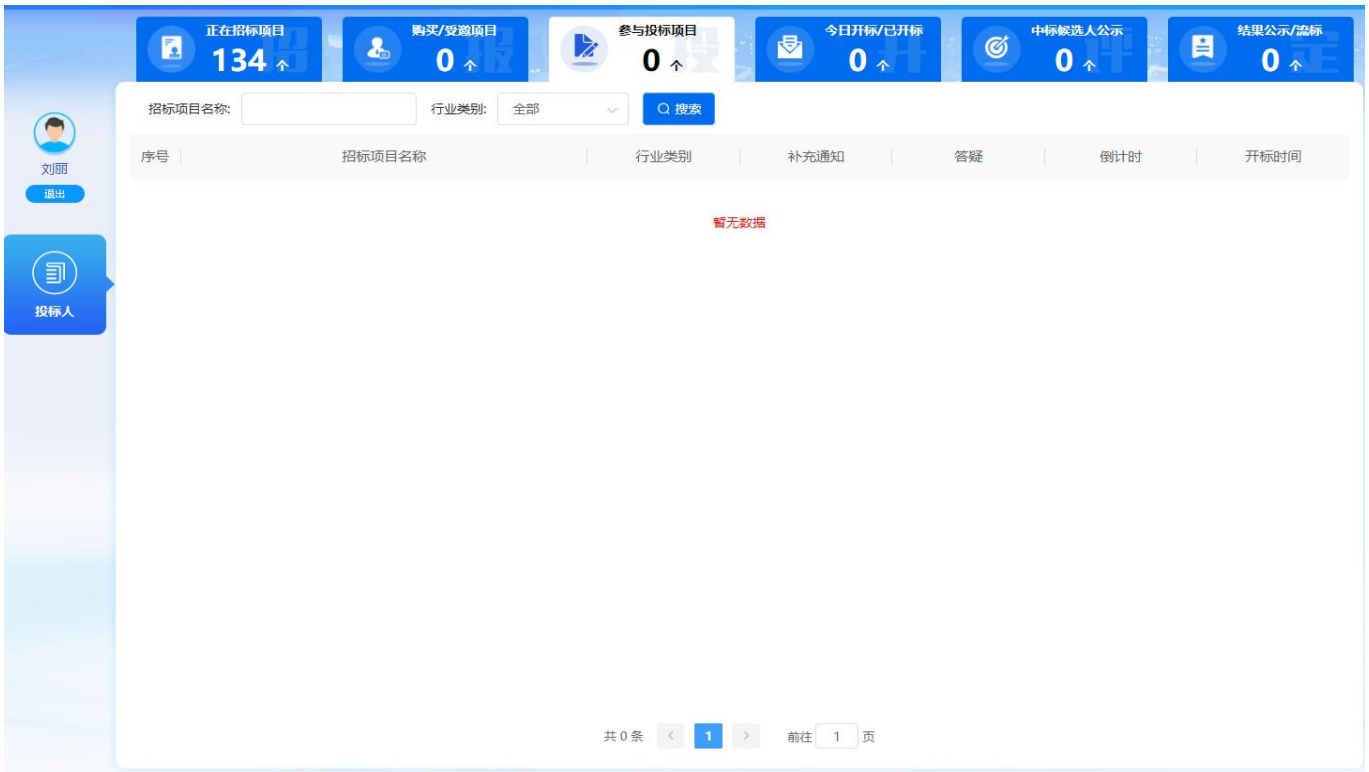 正在招标项目
134 个
购买/受邀项目
0 个
参与投标项目
0 个
今日开标/已开标
0 个
中标候选人公示
0 个
结果公示/流标
0 个
招标项目名称:
行业类别: 全部
搜索
刘丽
退出
投标人
序号 招标项目名称 行业类别 补充通知 答疑 倒计时 开标时间
暂无数据
共 0 条 < 1 > 前往 1 页